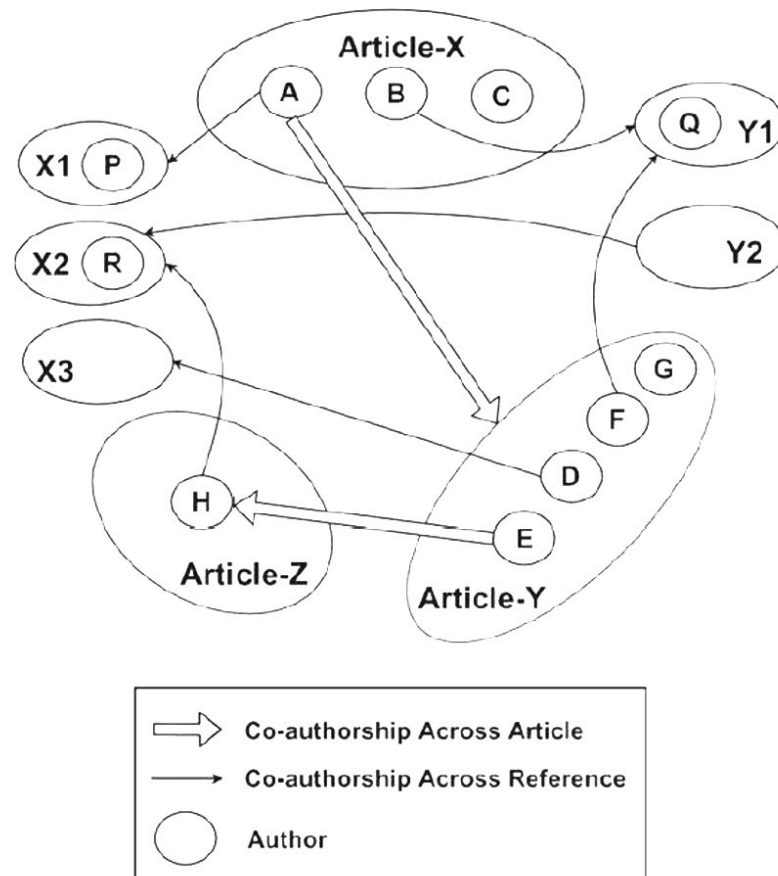 Article-X
A
B
C
X1
P
Q
Y1
X2
R
Y2
X3
G
F
D
H
E
Article-Z
Article-Y
Co-authorship Across Article
Co-authorship Across Reference
Author